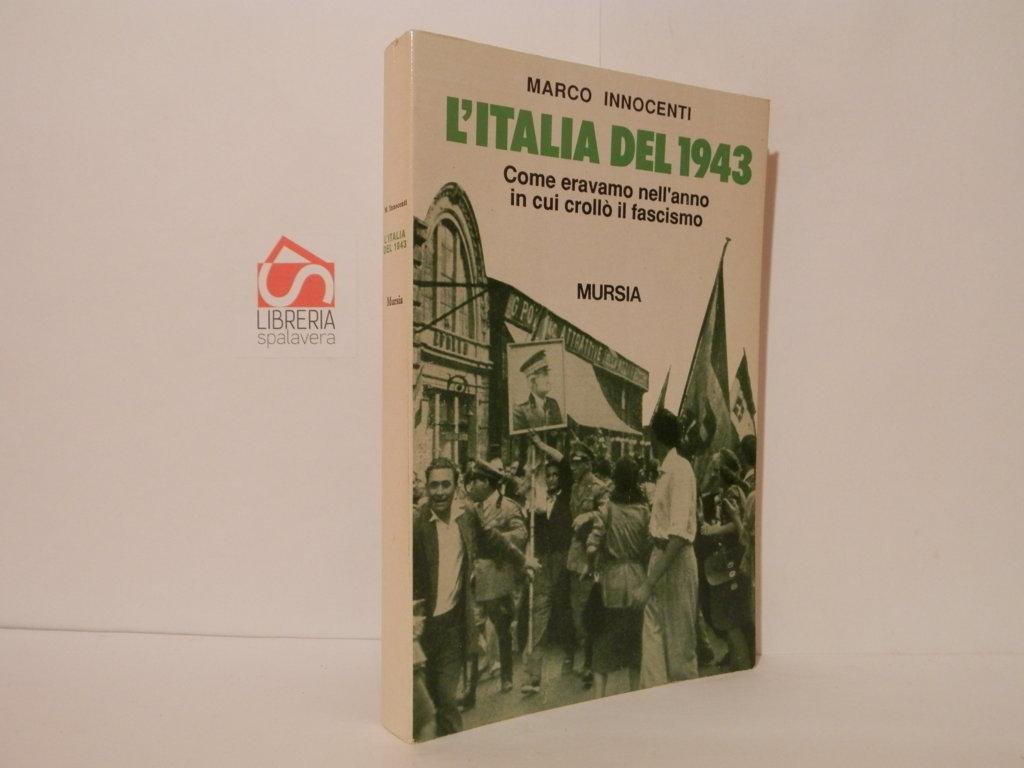 MARCO INNOCENTI
L'ITALIA DEL 1943
Come eravamo nell'anno
in cui crollò il fascismo
MURSIA
M. Innocenti
L'ITALIA
DEL 1943
Mursia
LIBRERIA
spalavera
ATTRATTIVE